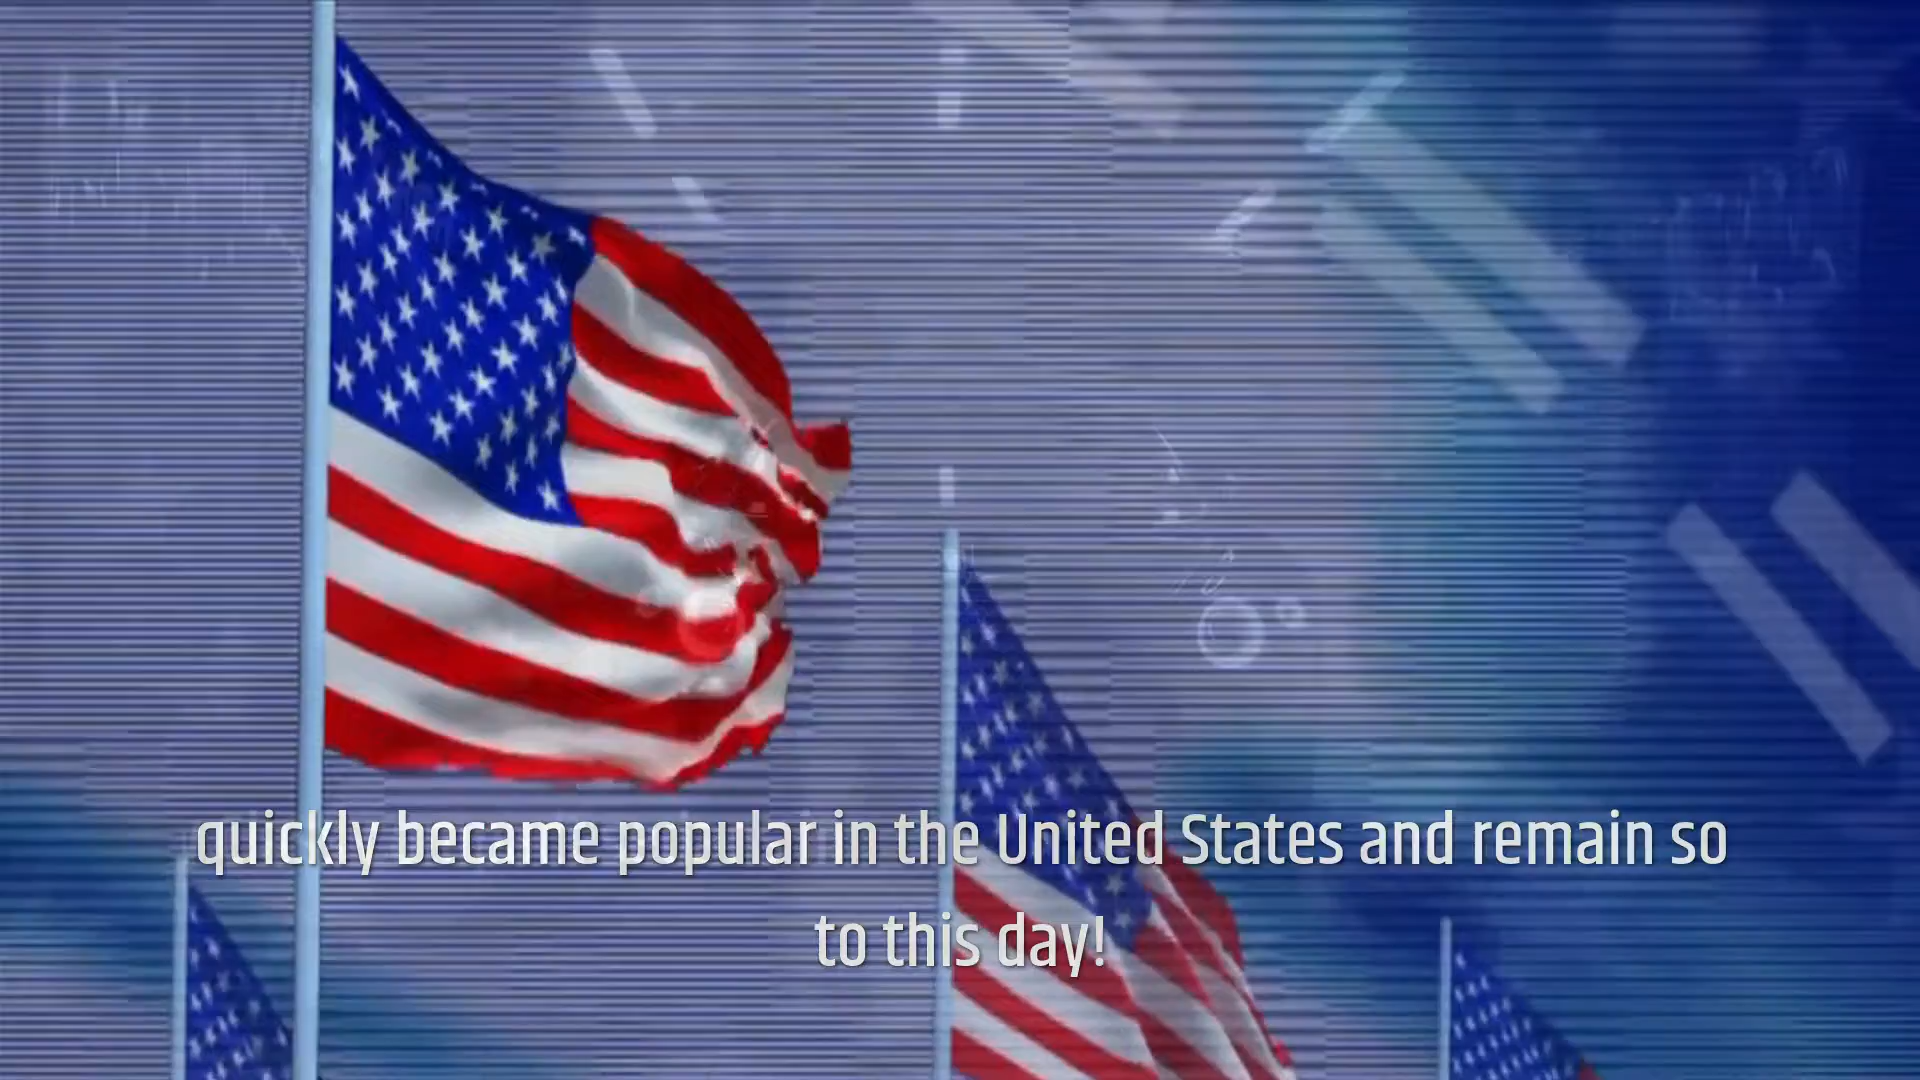 quickly became popular in the United States and remain so
to this day!